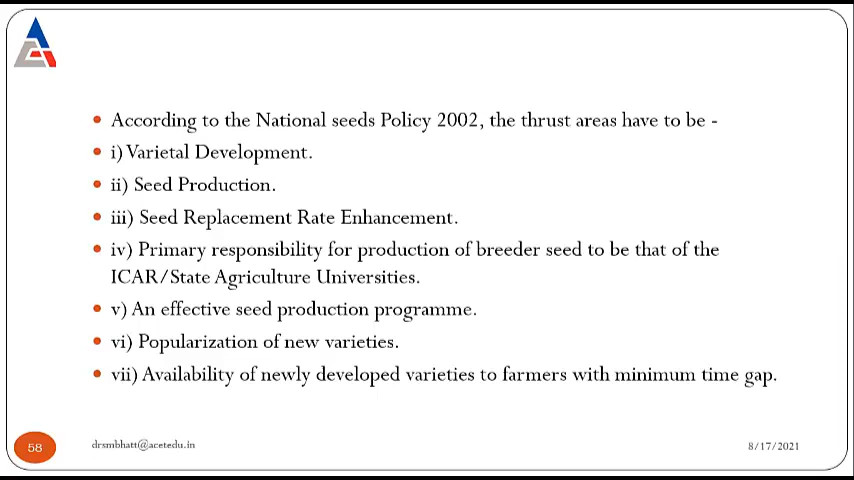 • According to the National seeds Policy 2002, the thrust areas have to be -
• i) Varietal Development.
• ii) Seed Production.
• iii) Seed Replacement Rate Enhancement.
• iv) Primary responsibility for production of breeder seed to be that of the
ICAR/State Agriculture Universities.
• v) An effective seed production programme.
• vi) Popularization of new varieties.
• vii) Availability of newly developed varieties to farmers with minimum time gap.
58
drsmbhatt@acetedu.in
8/17/2021